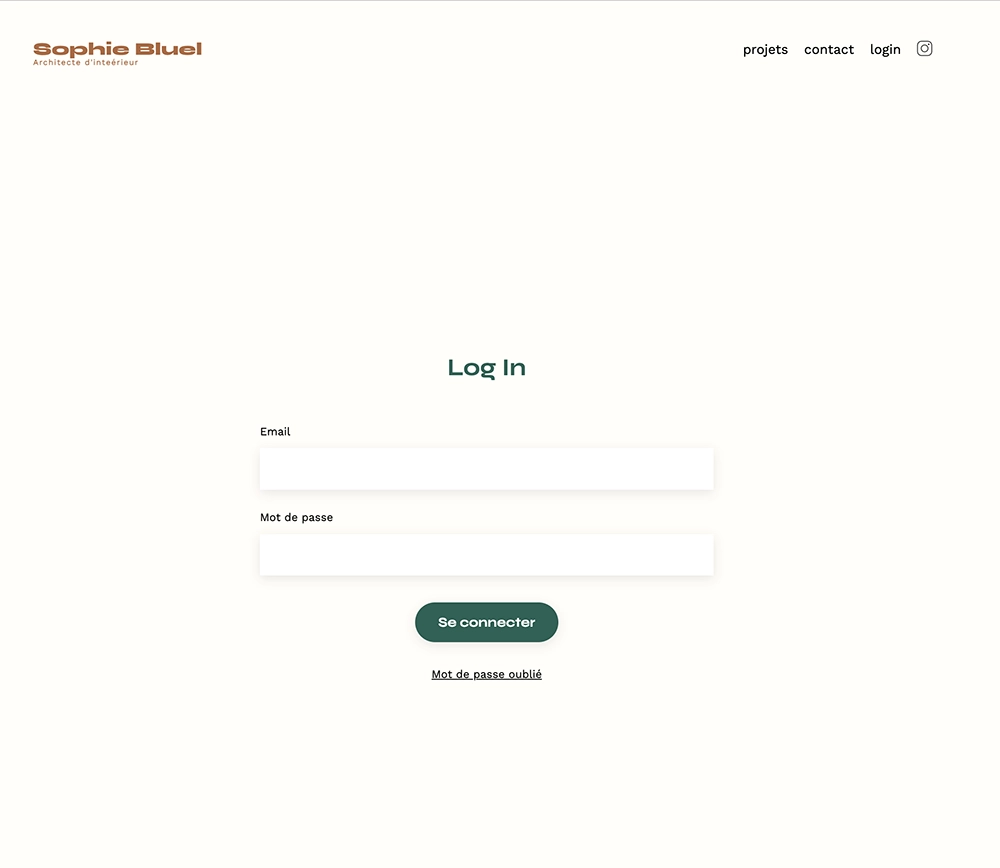 Sophie Bluel
Architecte d'inteérieur
projets contact login
Log In
Email
Mot de passe
Se connecter
Mot de passe oublié